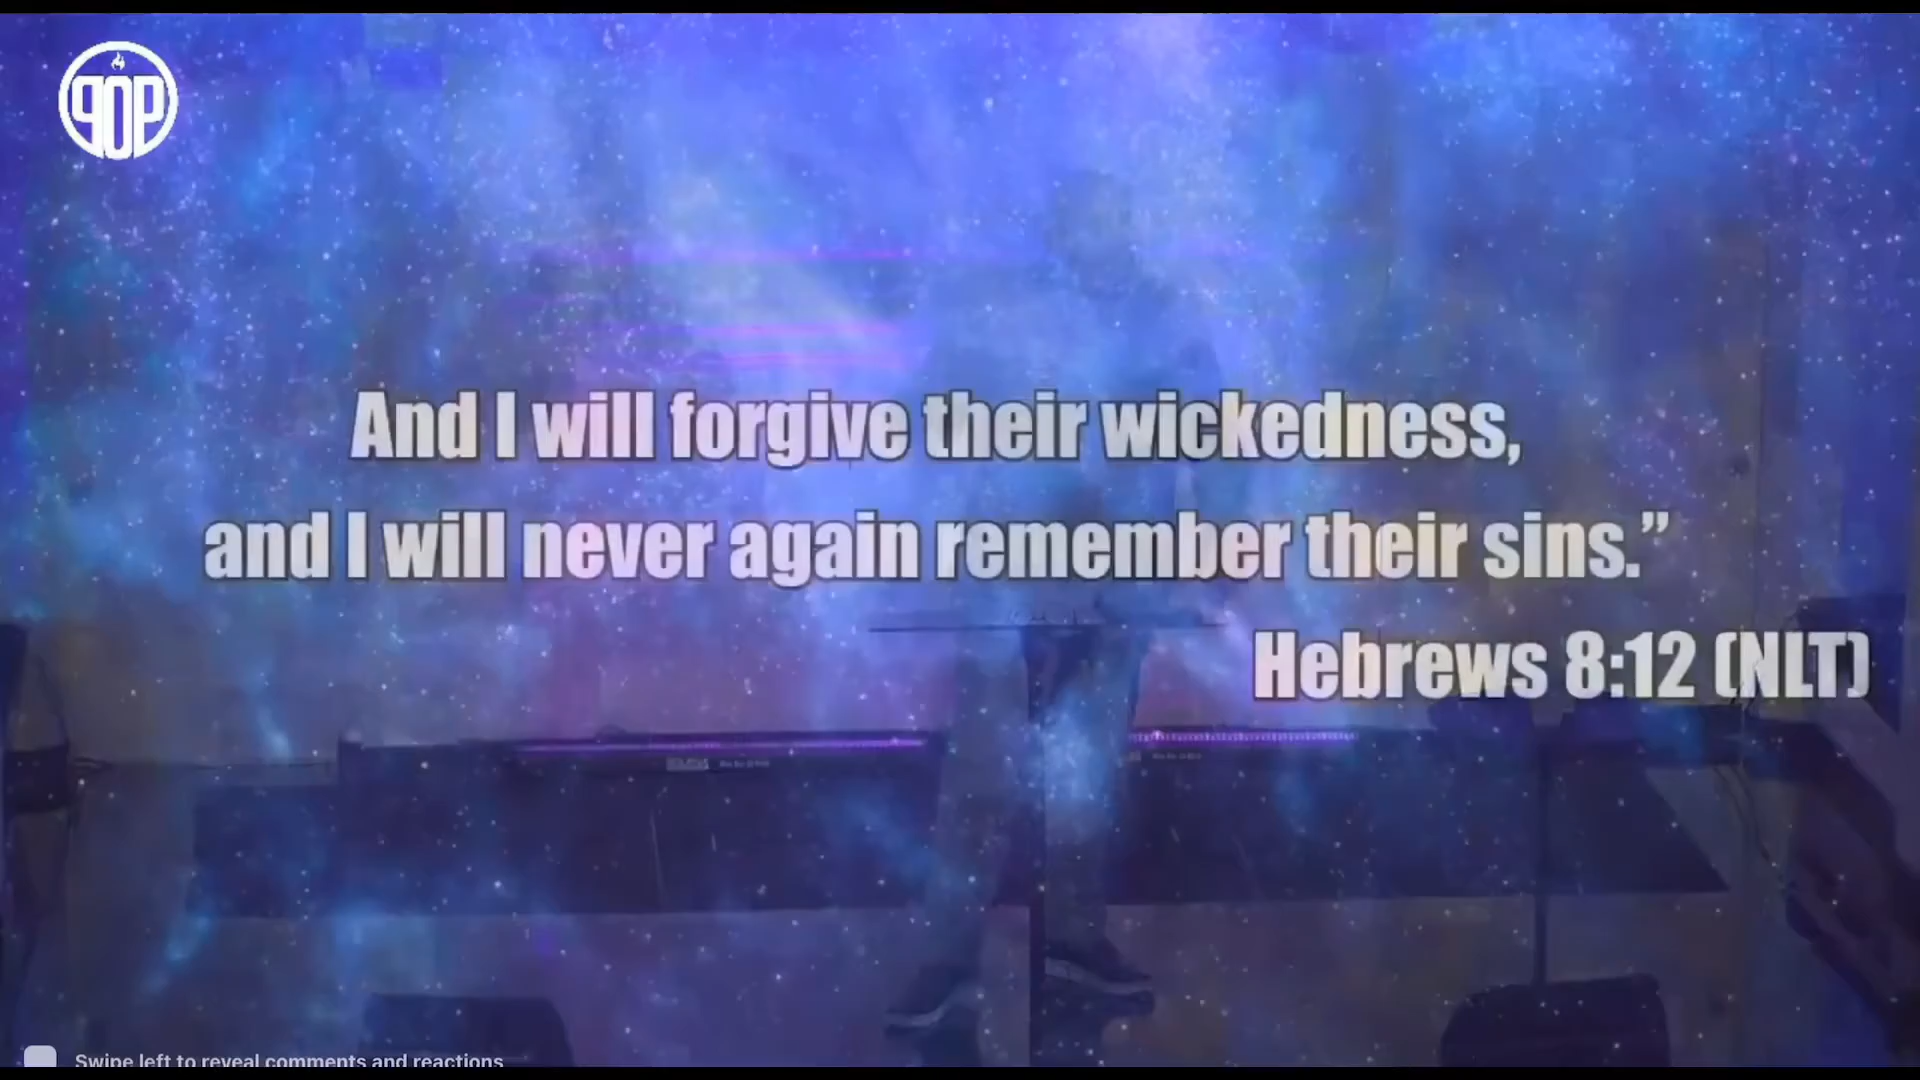 POP
And I will forgive their wickedness,
and I will never again remember their sins.”
Hebrews 8:12 (NLT)
Swipe left to reveal comments and reactions